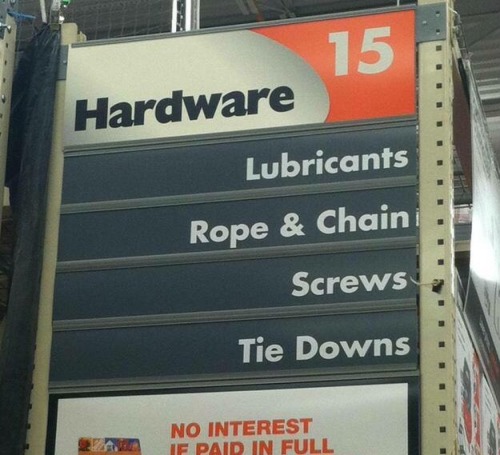 15
Hardware
Lubricants
Rope & Chain
Screws
Tie Downs
NO INTEREST
IF PAID IN FULL